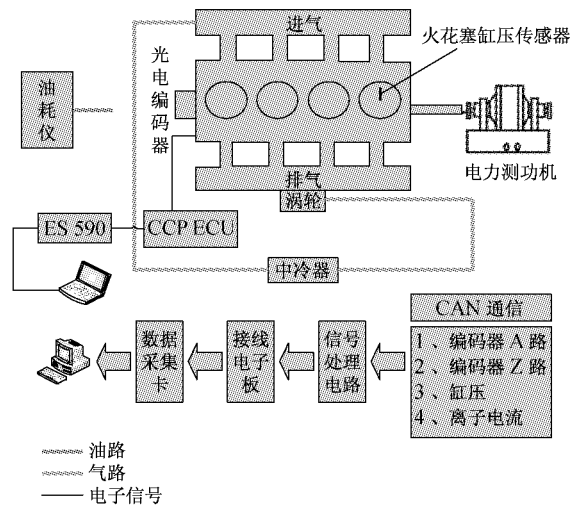 进气
火花塞缸压传感器
光电编码器
油耗仪
电力测功机
排气
涡轮
ES 590
CCP ECU
中冷器
CAN 通信
数据采集卡
接线电子板
信号处理电路
1、编码器 A 路
2、编码器 Z 路
3、缸压
4、离子电流
油路
气路
电子信号